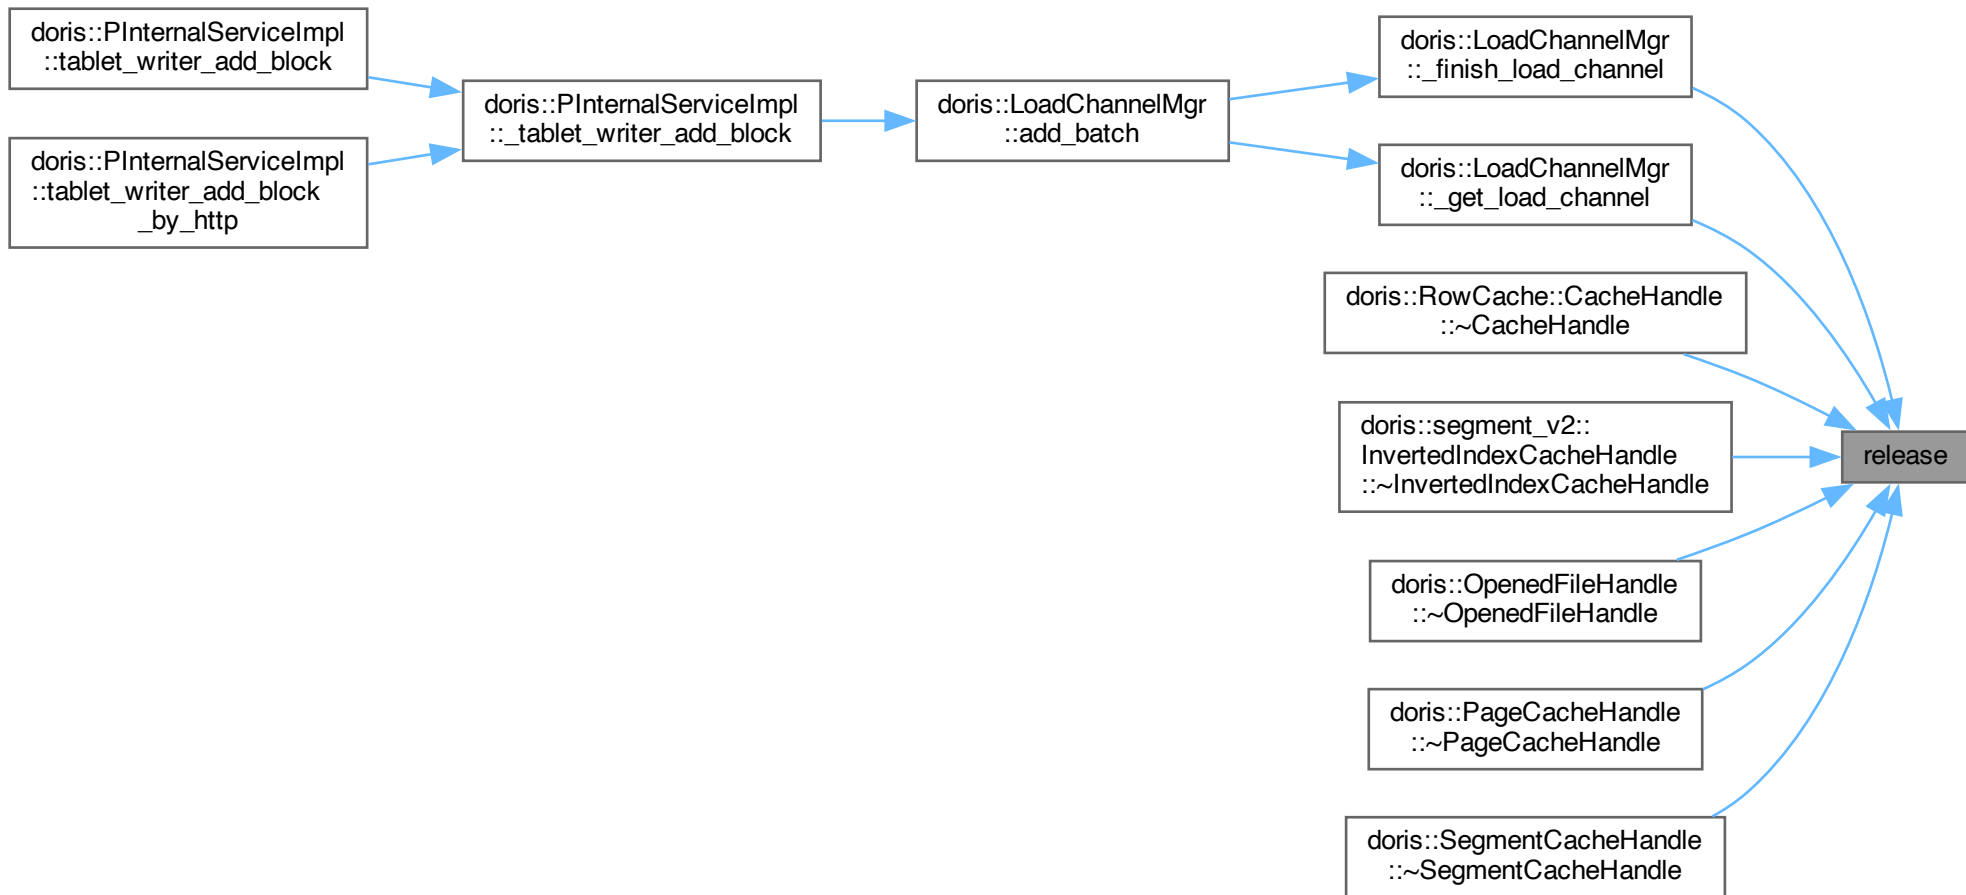 doris::PInternalServiceImpl
::tablet_writer_add_block
doris::PInternalServiceImpl
::tablet_writer_add_block
_by_http
doris::PInternalServiceImpl
::_tablet_writer_add_block
doris::LoadChannelMgr
::add_batch
doris::LoadChannelMgr
::_finish_load_channel
doris::LoadChannelMgr
::_get_load_channel
doris::RowCache::CacheHandle
::~CacheHandle
doris::segment_v2::
InvertedIndexCacheHandle
::~InvertedIndexCacheHandle
doris::OpenedFileHandle
::~OpenedFileHandle
doris::PageCacheHandle
::~PageCacheHandle
doris::SegmentCacheHandle
::~SegmentCacheHandle
release